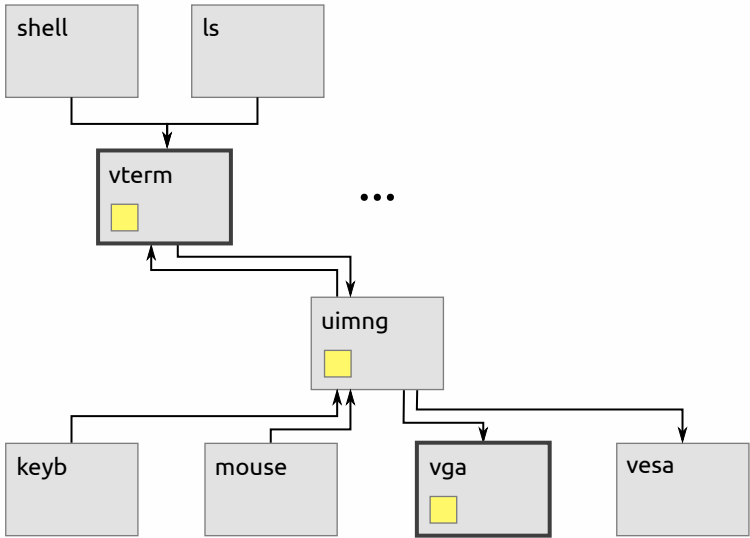 shell
ls
vterm
...
uimng
keyb
mouse
vga
vesa